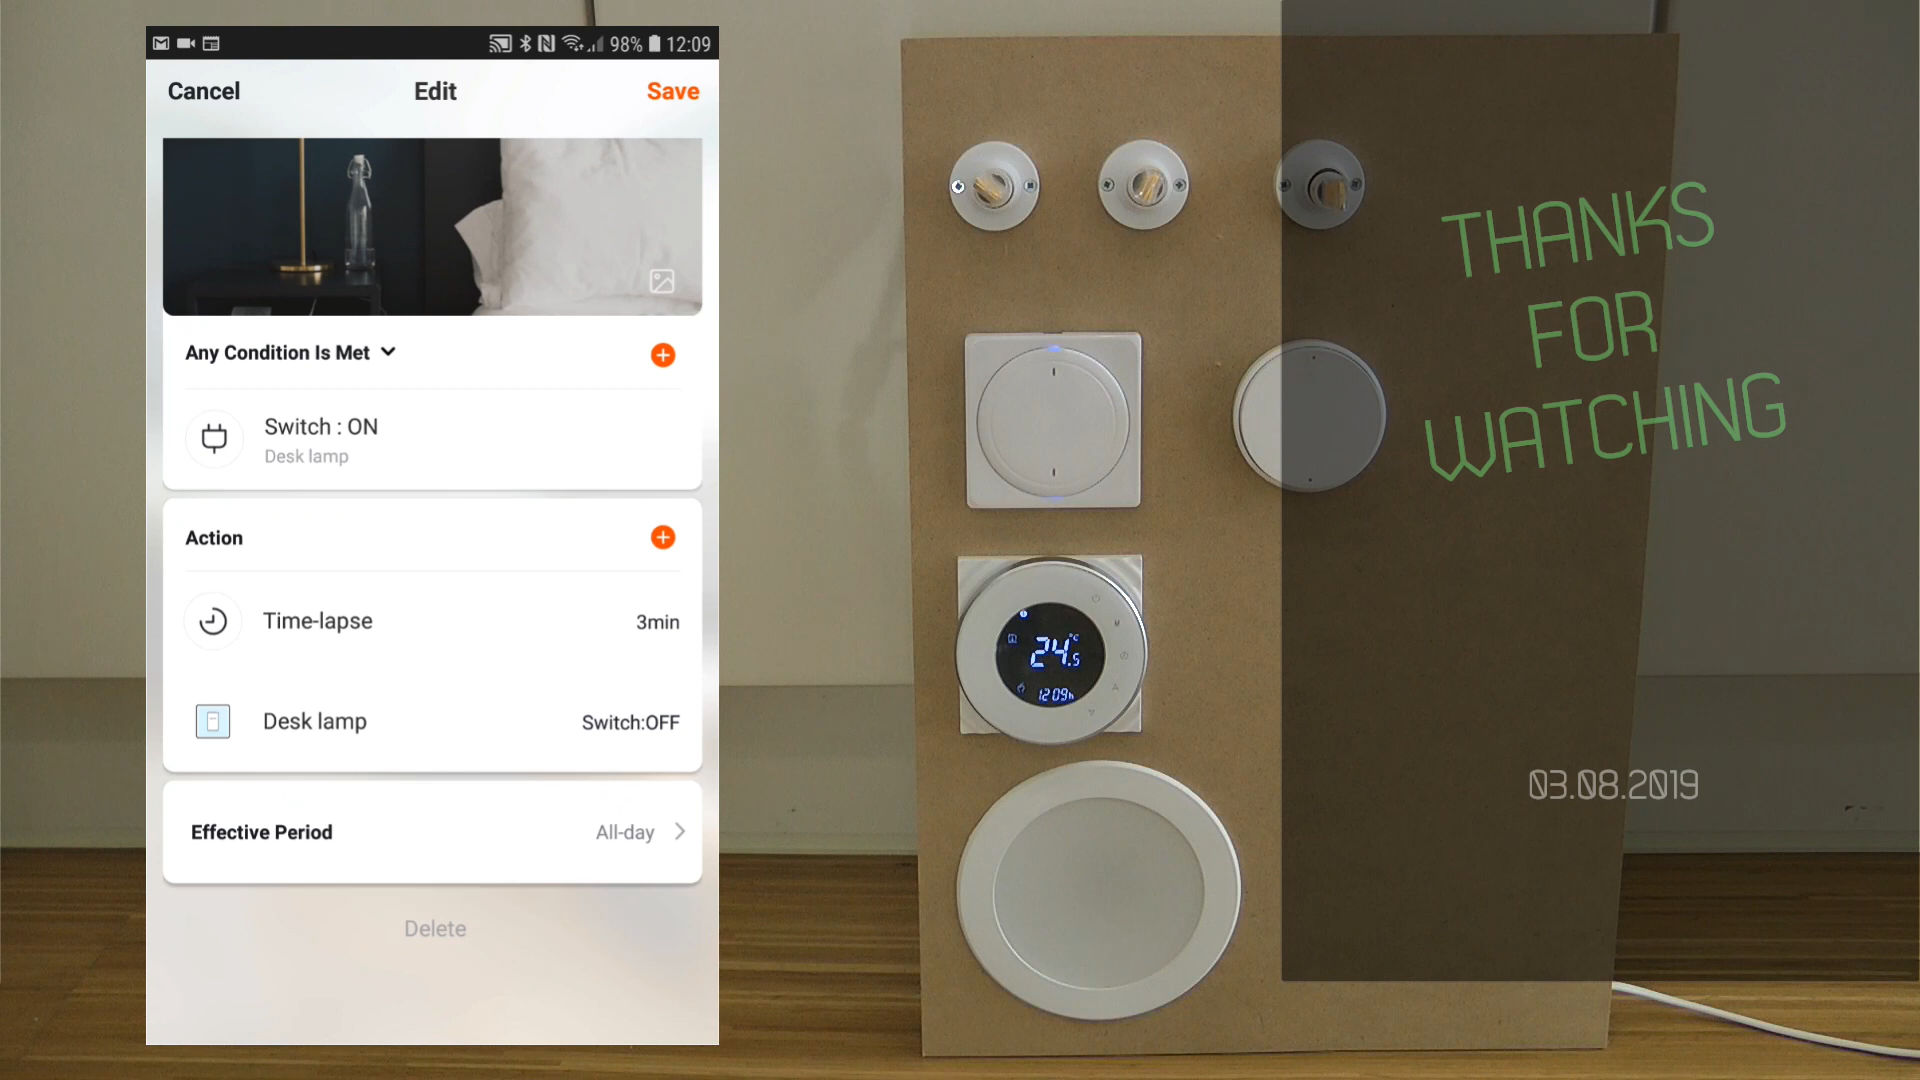 98% 12:09
Cancel Edit Save
Any Condition Is Met
Switch : ON
Desk lamp
Action
Time-lapse 3min
Desk lamp Switch:OFF
Effective Period All-day
Delete
24.5 °C
12:09h
THANKS
FOR
WATCHING
03.08.2019